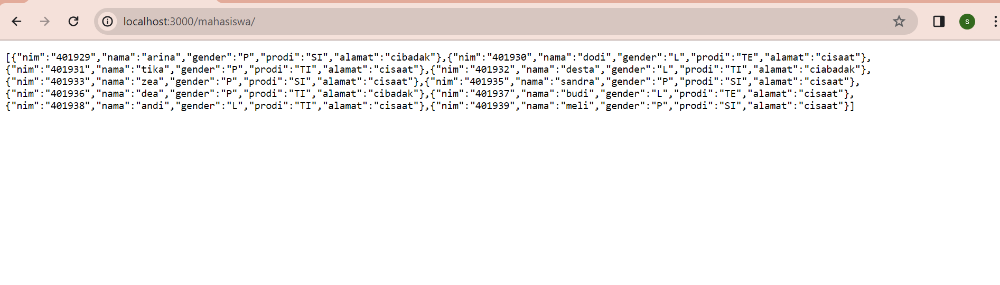 localhost:3000/mahasiswa/
S
[{"nim":"401929","nama":"arina","gender":"P","prodi":"SI","alamat":"cibadak"},{"nim":"401930","nama":"dodi","gender":"L","prodi":"TE","alamat":"cisaat"},
{"nim":"401931","nama":"tika","gender":"P","prodi":"TI","alamat":"cisaat"},{"nim":"401932","nama":"desta","gender":"L","prodi":"TI","alamat":"ciabadak"},
{"nim":"401933","nama":"zea","gender":"P","prodi":"SI","alamat":"cisaat"},{"nim":"401935","nama":"sandra","gender":"P","prodi":"SI","alamat":"cisaat"},
{"nim":"401936","nama":"dea","gender":"P","prodi":"TI","alamat":"cibadak"},{"nim":"401937","nama":"budi","gender":"L","prodi":"TE","alamat":"cisaat"},
{"nim":"401938","nama":"andi","gender":"L","prodi":"TI","alamat":"cisaat"},{"nim":"401939","nama":"meli","gender":"P","prodi":"SI","alamat":"cisaat"}]